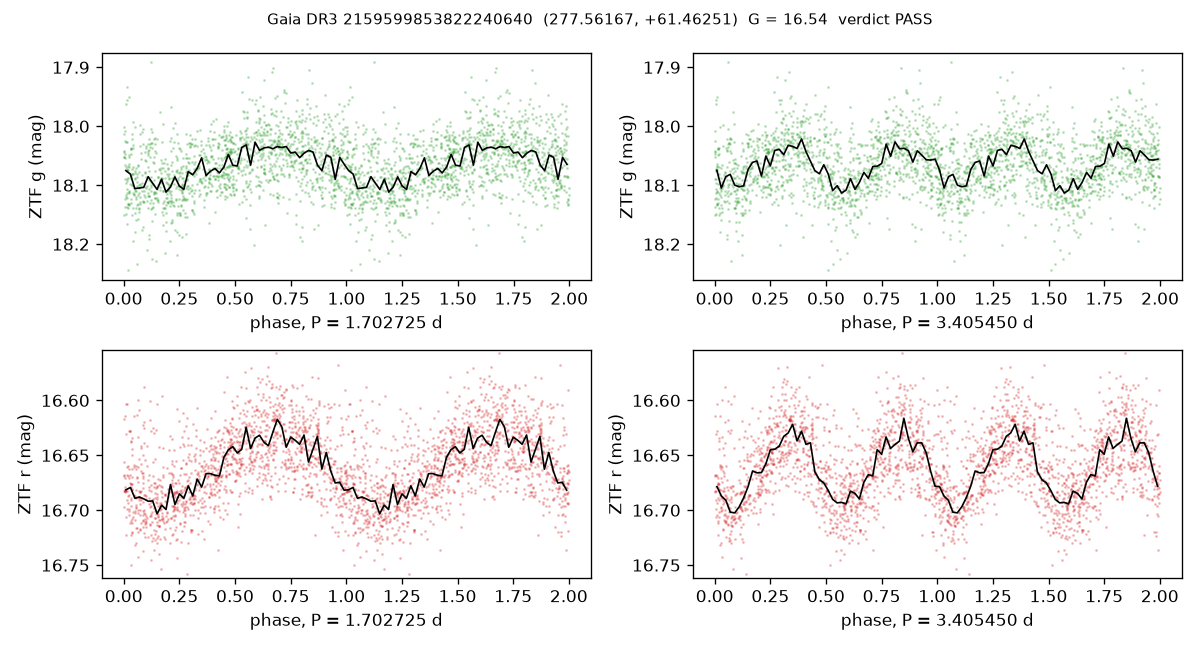 Gaia DR3 2159599853822240640  (277.56167, +61.46251)  G = 16.54  verdict PASS
17.9
18.0
18.1
18.2
ZTF g (mag)
0.00 0.25 0.50 0.75 1.00 1.25 1.50 1.75 2.00
phase, P = 1.702725 d
17.9
18.0
18.1
18.2
ZTF g (mag)
0.00 0.25 0.50 0.75 1.00 1.25 1.50 1.75 2.00
phase, P = 3.405450 d
16.60
16.65
16.70
16.75
ZTF r (mag)
0.00 0.25 0.50 0.75 1.00 1.25 1.50 1.75 2.00
phase, P = 1.702725 d
16.60
16.65
16.70
16.75
ZTF r (mag)
0.00 0.25 0.50 0.75 1.00 1.25 1.50 1.75 2.00
phase, P = 3.405450 d